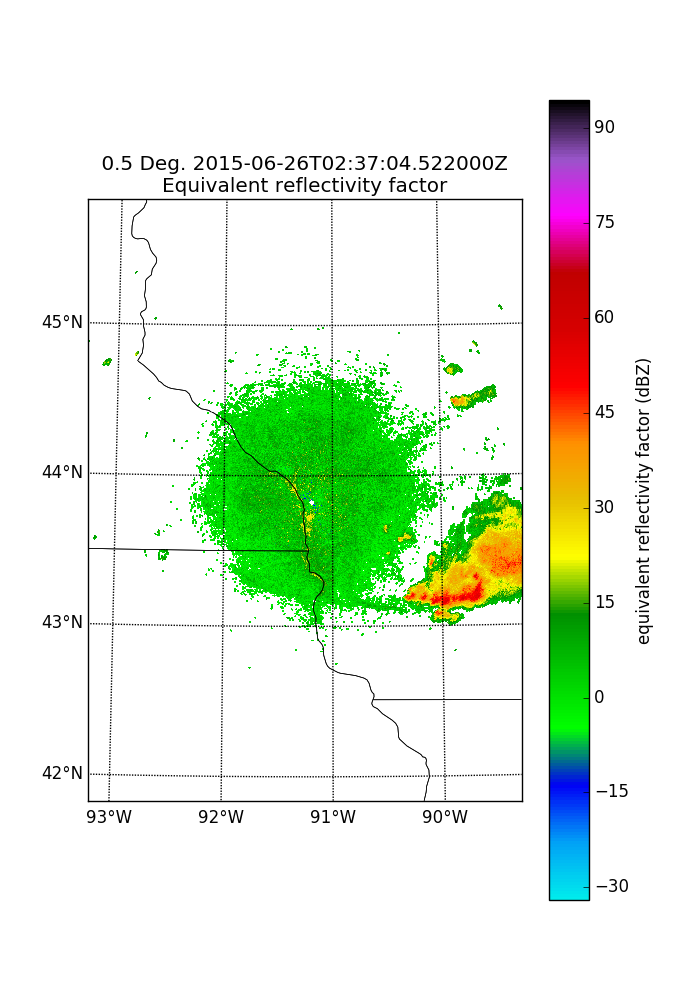 0.5 Deg. 2015-06-26T02:37:04.522000Z
Equivalent reflectivity factor
45°N
44°N
43°N
42°N
93°W
92°W
91°W
90°W
90
75
60
45
30
15
0
−15
−30
equivalent reflectivity factor (dBZ)